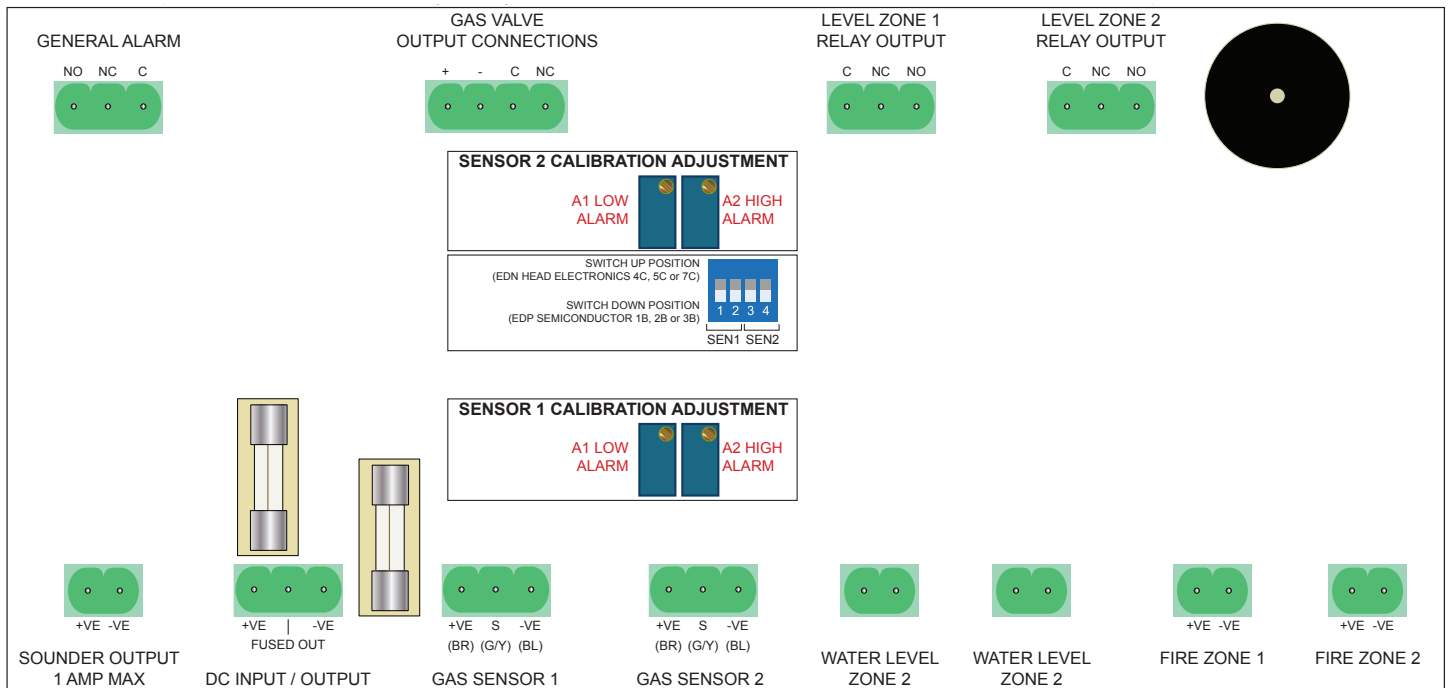 GENERAL ALARM
NO NC C
GAS VALVE
OUTPUT CONNECTIONS
+ - C NC
LEVEL ZONE 1
RELAY OUTPUT
C NC NO
LEVEL ZONE 2
RELAY OUTPUT
C NC NO
SENSOR 2 CALIBRATION ADJUSTMENT
A1 LOW
ALARM
A2 HIGH
ALARM
SWITCH UP POSITION
(EDN HEAD ELECTRONICS 4C, 5C or 7C)
SWITCH DOWN POSITION
(EDP SEMICONDUCTOR 1B, 2B or 3B)
1 2 3 4
SEN1 SEN2
SENSOR 1 CALIBRATION ADJUSTMENT
A1 LOW
ALARM
A2 HIGH
ALARM
+VE -VE
SOUNDER OUTPUT
1 AMP MAX
+VE -VE
FUSED OUT
DC INPUT / OUTPUT
+VE S -VE
(BR) (G/Y) (BL)
GAS SENSOR 1
+VE S -VE
(BR) (G/Y) (BL)
GAS SENSOR 2
WATER LEVEL
ZONE 2
WATER LEVEL
ZONE 2
+VE -VE
FIRE ZONE 1
+VE -VE
FIRE ZONE 2